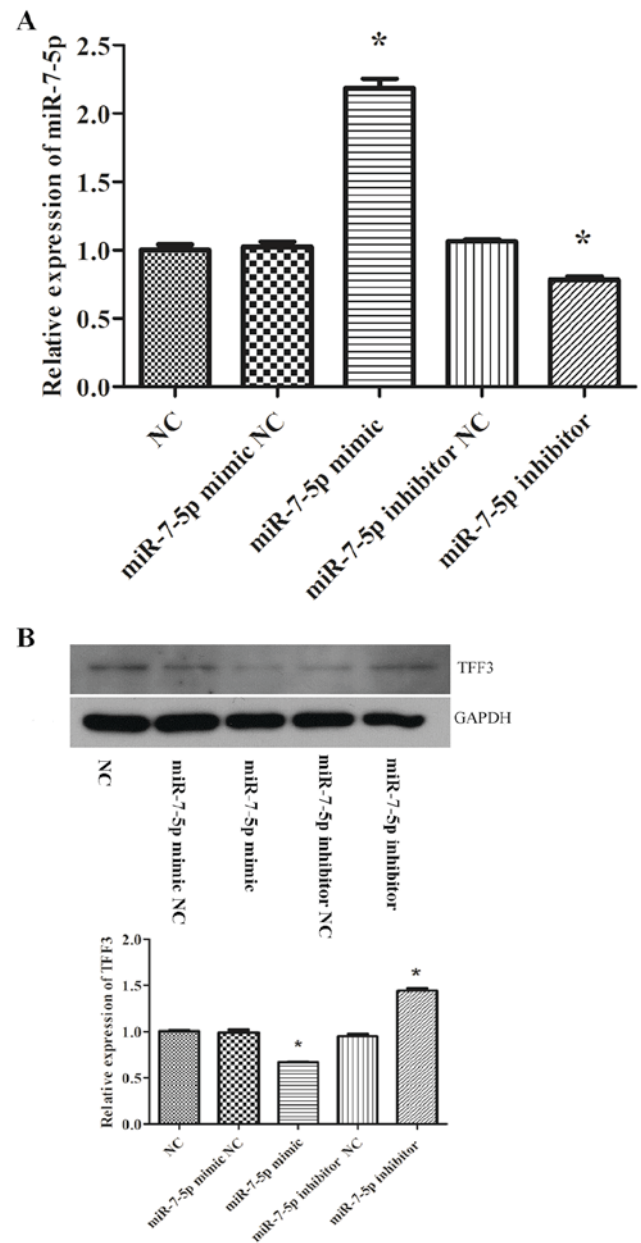 A
Relative expression of miR-7-5p
2.5
2.0
1.5
1.0
0.5
0.0
*
*
NC
miR-7-5p mimic NC
miR-7-5p mimic
miR-7-5p inhibitor NC
miR-7-5p inhibitor
B
TFF3
GAPDH
NC
miR-7-5p mimic NC
miR-7-5p mimic
miR-7-5p inhibitor NC
miR-7-5p inhibitor
Relative expression of TFF3
2.0
1.5
1.0
0.5
0.0
*
*
NC
miR-7-5p mimic NC
miR-7-5p mimic
miR-7-5p inhibitor NC
miR-7-5p inhibitor